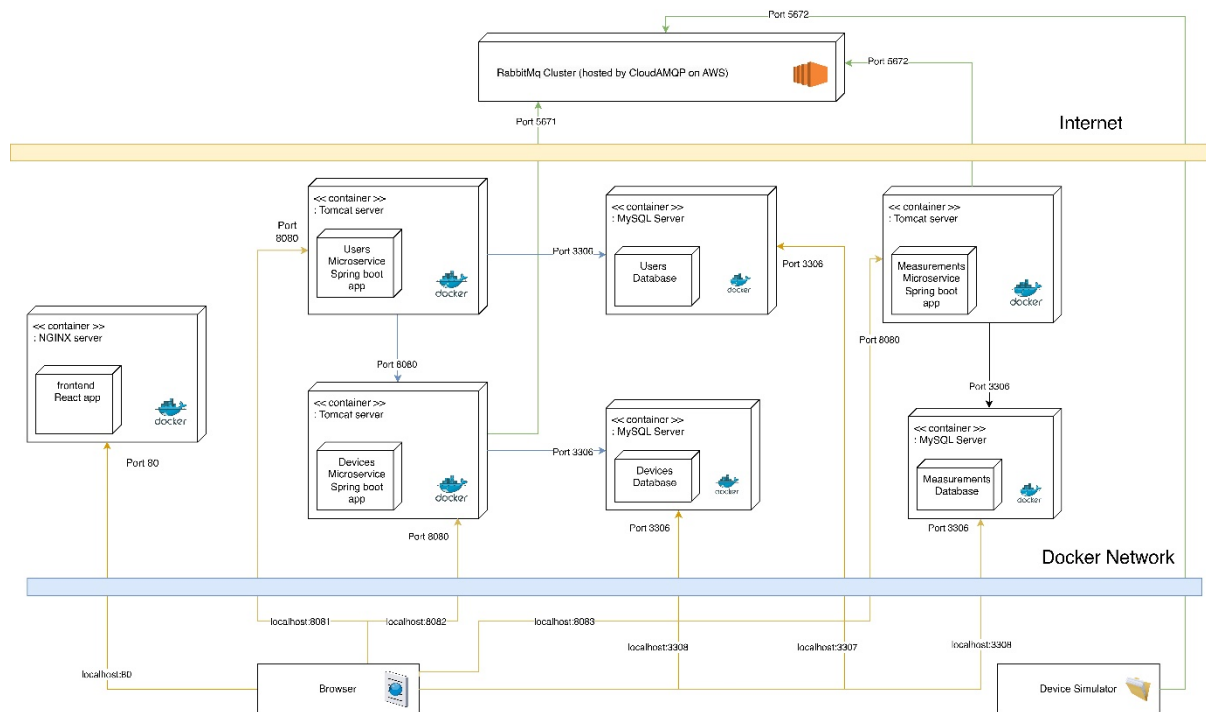 Port 5672
RabbitMq Cluster (hosted by CloudAMQP on AWS)
Port 5672
Port 5671
Internet
<< container >>
: Tomcat server
Users
Microservice
Spring boot
app
docker
Port
8080
Port 3306
<< container >>
: MySQL Server
Users
Database
docker
Port 3306
<< container >>
: Tomcat server
Measurements
Microservice
Spring boot
app
docker
Port 8080
<< container >>
: NGINX server
frontend
React app
docker
Port 80
Port 8080
<< container >>
: Tomcat server
Devices
Microservice
Spring boot
app
docker
Port 8080
Port 3306
<< container >>
: MySQL Server
Devices
Database
docker
Port 3306
Port 3306
<< container >>
: MySQL Server
Measurements
Database
docker
Port 3306
Docker Network
localhost:8081
localhost:8082
localhost:8083
localhost:3308
localhost:3307
localhost:3308
localhost:80
Browser
Device Simulator